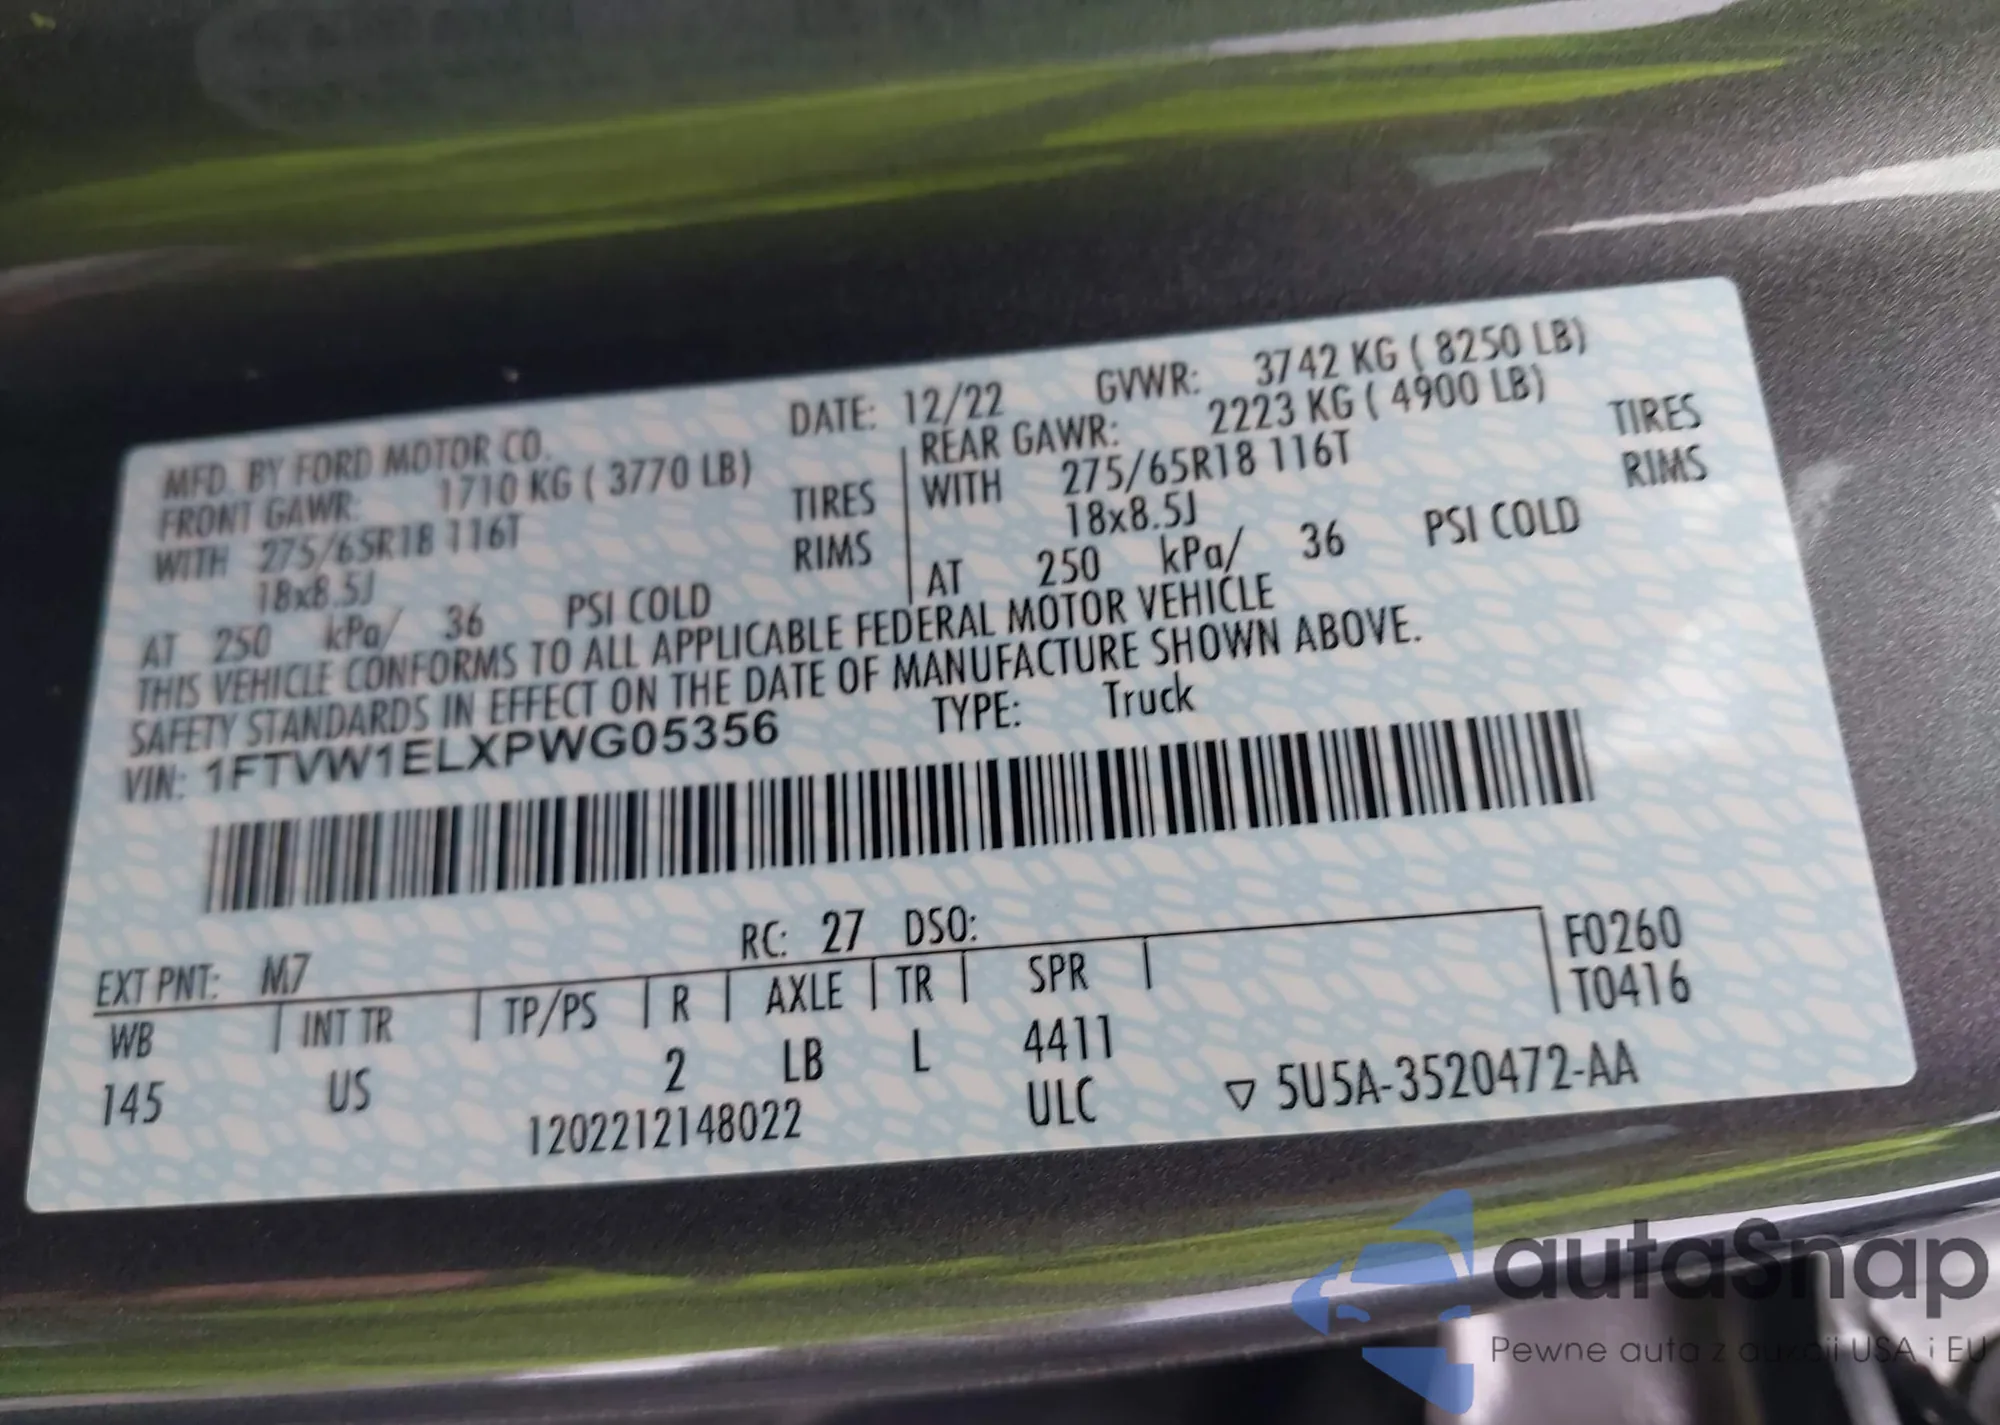 MFD. BY FORD MOTOR CO. DATE: 12/22 GVWR: 3742 KG ( 8250 LB)
FRONT GAWR: 1710 KG ( 3770 LB) REAR GAWR: 2223 KG ( 4900 LB)
WITH 275/65R18 116T TIRES WITH 275/65R18 116T TIRES
18x8.5J RIMS 18x8.5J RIMS
AT 250 kPa/ 36 PSI COLD AT 250 kPa/ 36 PSI COLD
THIS VEHICLE CONFORMS TO ALL APPLICABLE FEDERAL MOTOR VEHICLE
SAFETY STANDARDS IN EFFECT ON THE DATE OF MANUFACTURE SHOWN ABOVE.
VIN: 1FTVW1ELXPWG05356 TYPE: Truck
EXT PNT: M7 RC: 27 DSO: F0260
WB INT TR TP/PS R AXLE TR SPR T0416
145 US 2 LB L 4411
1202212148022 ULC ▽ 5U5A-3520472-AA
autaSnap
Pewne auta z aukcji USA i EU